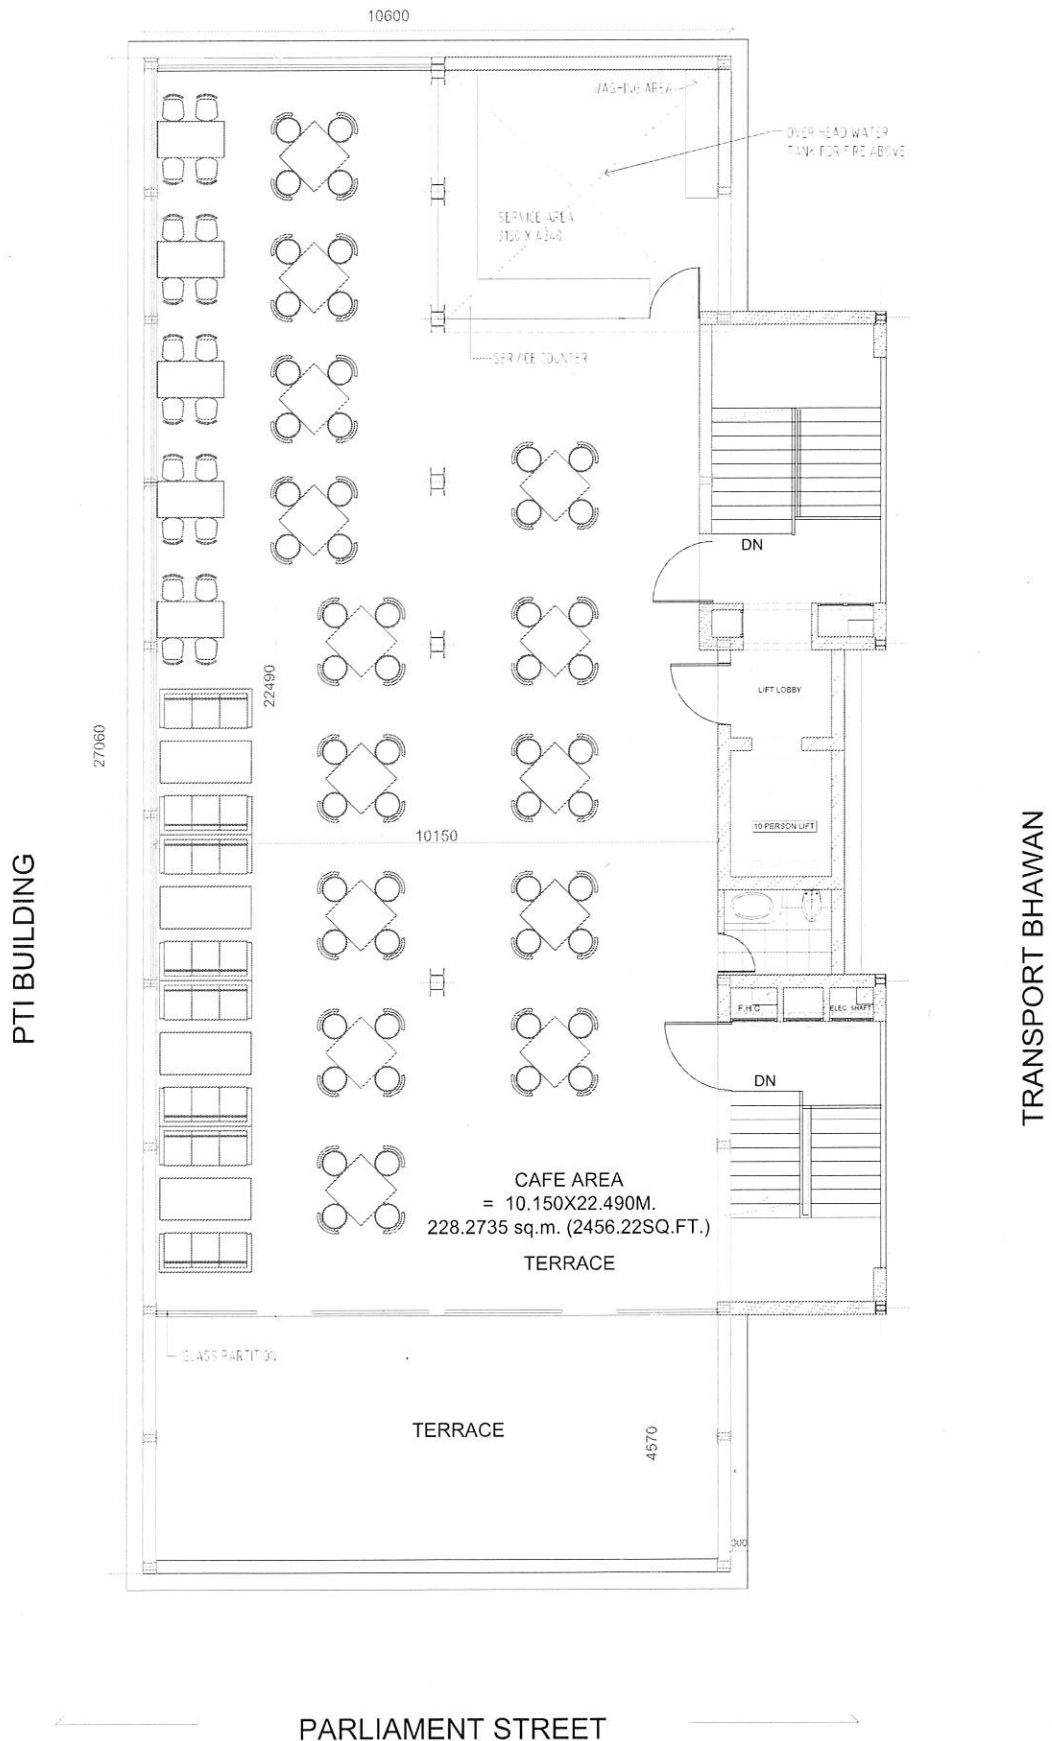 10600
WASHING AREA
OVER HEAD WATER
TANK FOR FIRE ABOVE
SERVICE AREA
SERVICE COUNTER
DN
LIFT LOBBY
22490
27060
10 PERSON LIFT
10150
PTI BUILDING
TRANSPORT BHAWAN
F.H.C.
ELEC. SHAFT
DN
CAFE AREA
= 10.150X22.490M.
228.2735 sq.m. (2456.22SQ.FT.)
TERRACE
GLASS PARTITION
TERRACE
4570
300
PARLIAMENT STREET